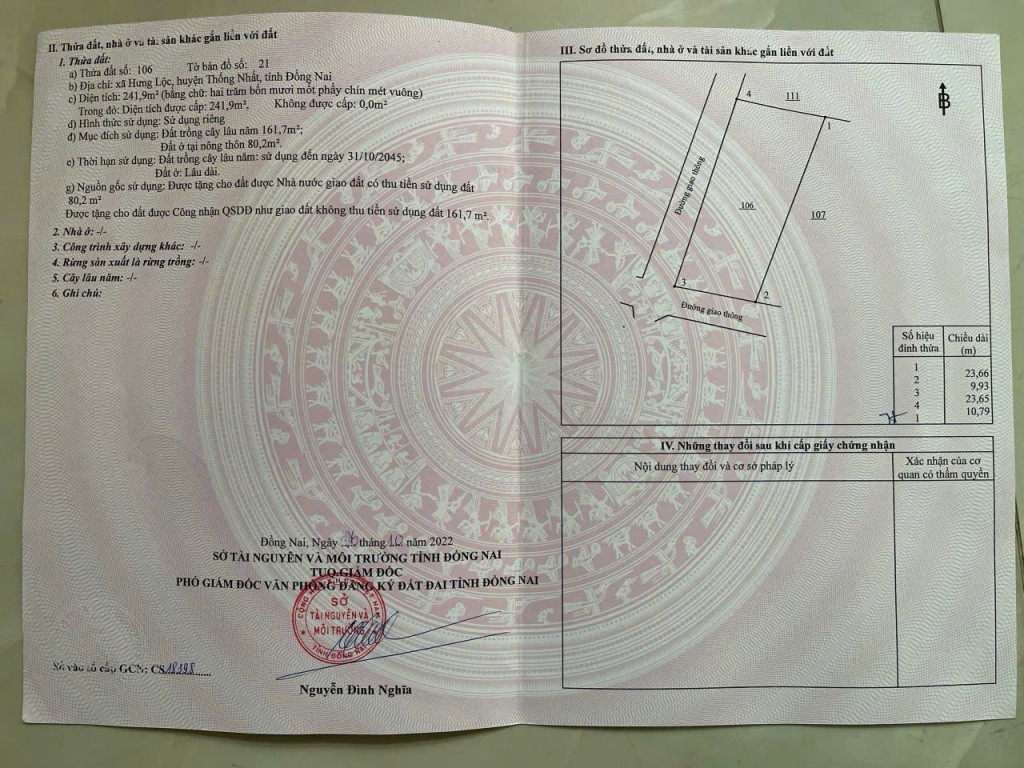 II. Thửa đất, nhà ở và tài sản khác gắn liền với đất
1. Thửa đất:
a) Thửa đất số: 106 Tờ bản đồ số: 21
b) Địa chỉ: xã Hưng Lộc, huyện Thống Nhất, tỉnh Đồng Nai
c) Diện tích: 241,9m² (bằng chữ: hai trăm bốn mươi mốt phẩy chín mét vuông)
Trong đó: Diện tích được cấp: 241,9m², Không được cấp: 0,0m²
d) Hình thức sử dụng: Sử dụng riêng
đ) Mục đích sử dụng: Đất trồng cây lâu năm 161,7m²;
Đất ở tại nông thôn 80,2m².
e) Thời hạn sử dụng: Đất trồng cây lâu năm: sử dụng đến ngày 31/10/2045;
Đất ở: Lâu dài.
g) Nguồn gốc sử dụng: Được tặng cho đất được Nhà nước giao đất có thu tiền sử dụng đất
80,2 m²
Được tặng cho đất được Công nhận QSDĐ như giao đất không thu tiền sử dụng đất 161,7 m².
2. Nhà ở: -/-
3. Công trình xây dựng khác: -/-
4. Rừng sản xuất là rừng trồng: -/-
5. Cây lâu năm: -/-
6. Ghi chú:
Đồng Nai, Ngày 26 tháng 10 năm 2022
SỞ TÀI NGUYÊN VÀ MÔI TRƯỜNG TỈNH ĐỒNG NAI
TUQ.GIÁM ĐỐC
PHÓ GIÁM ĐỐC VĂN PHÒNG ĐĂNG KÝ ĐẤT ĐAI TỈNH ĐỒNG NAI
SỞ
TÀI NGUYÊN VÀ
MÔI TRƯỜNG
TỈNH ĐỒNG NAI
Số vào sổ cấp GCN: CS18398
Nguyễn Đình Nghĩa
III. Sơ đồ thửa đất, nhà ở và tài sản khác gắn liền với đất
B
4
111
1
Đường giao thông
106
107
3
2
Đường giao thông
Số hiệu đỉnh thửa
Chiều dài (m)
1
23,66
2
9,93
3
23,65
4
10,79
1
IV. Những thay đổi sau khi cấp giấy chứng nhận
Nội dung thay đổi và cơ sở pháp lý
Xác nhận của cơ
quan có thẩm quyền